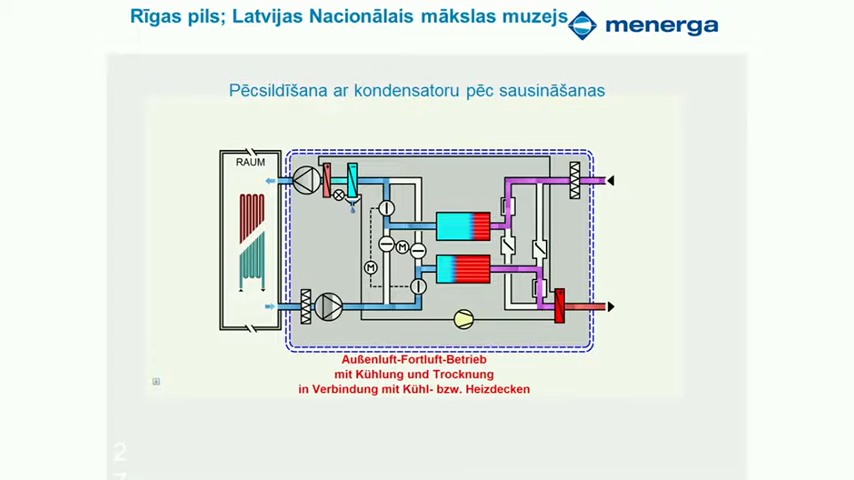 Rīgas pils; Latvijas Nacionālais mākslas muzejs
menerga
Pēcsildīšana ar kondensatoru pēc sausināšanas
RAUM
M
M
Außenluft-Fortluft-Betrieb
mit Kühlung und Trocknung
in Verbindung mit Kühl- bzw. Heizdecken
2